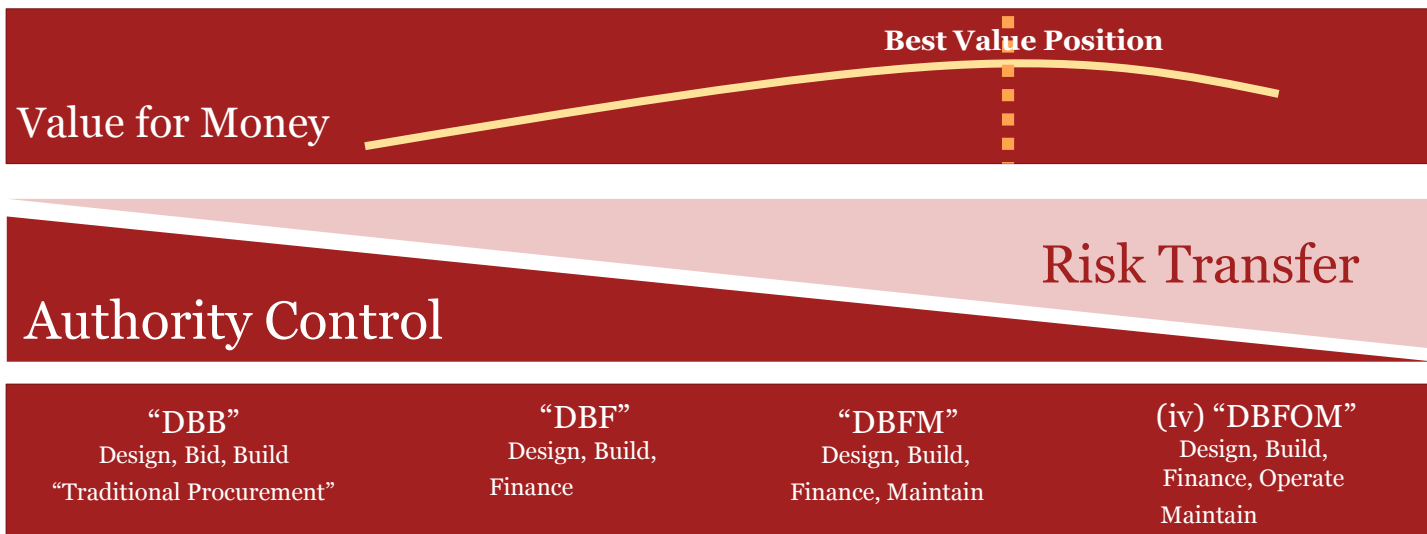 Best Value Position
Value for Money
Risk Transfer
Authority Control
“DBB”
Design, Bid, Build
“Traditional Procurement”
“DBF”
Design, Build,
Finance
“DBFM”
Design, Build,
Finance, Maintain
(iv) “DBFOM”
Design, Build,
Finance, Operate
Maintain